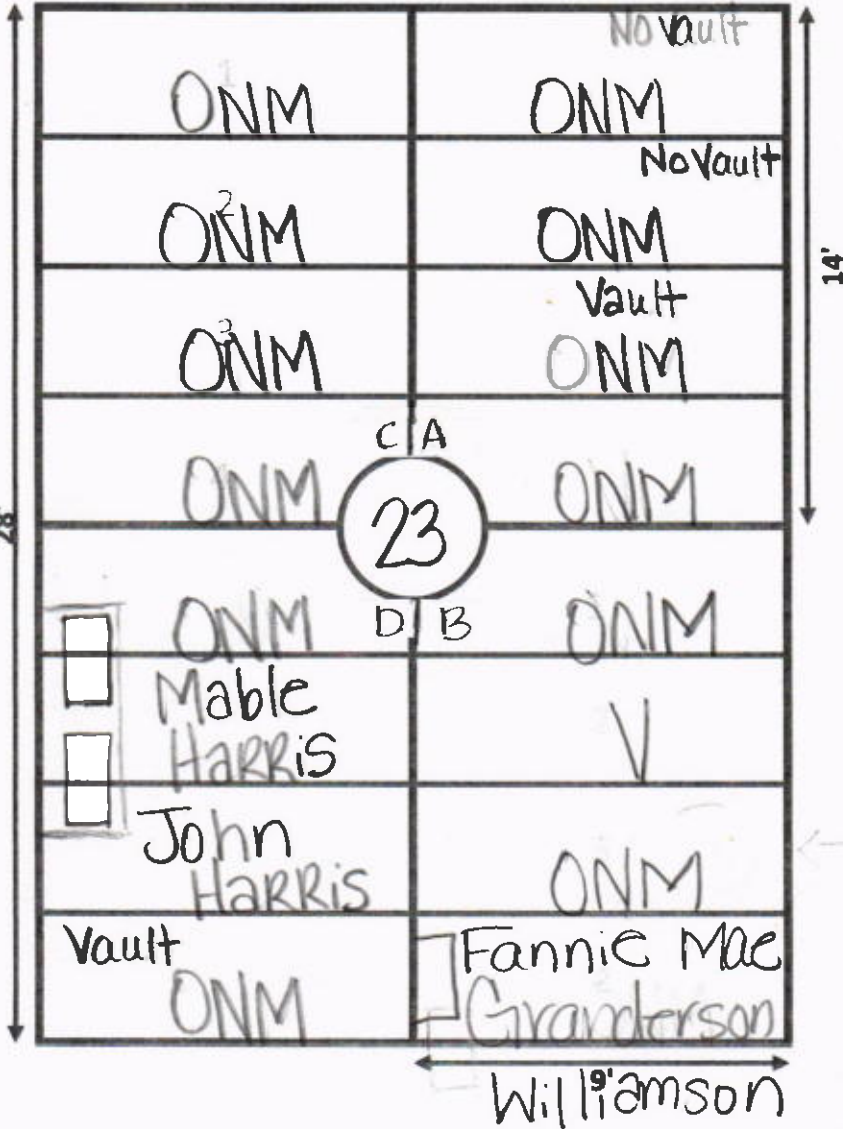 No Vault
1
ONM ONM
No Vault
2
ONM ONM
Vault
3
ONM ONM
C A
ONM ONM
23
28'
14'
D B
ONM ONM
Mable
Harris
V
John
Harris
ONM
Vault
Fannie Mae
ONM
Granderson
9'
Williamson